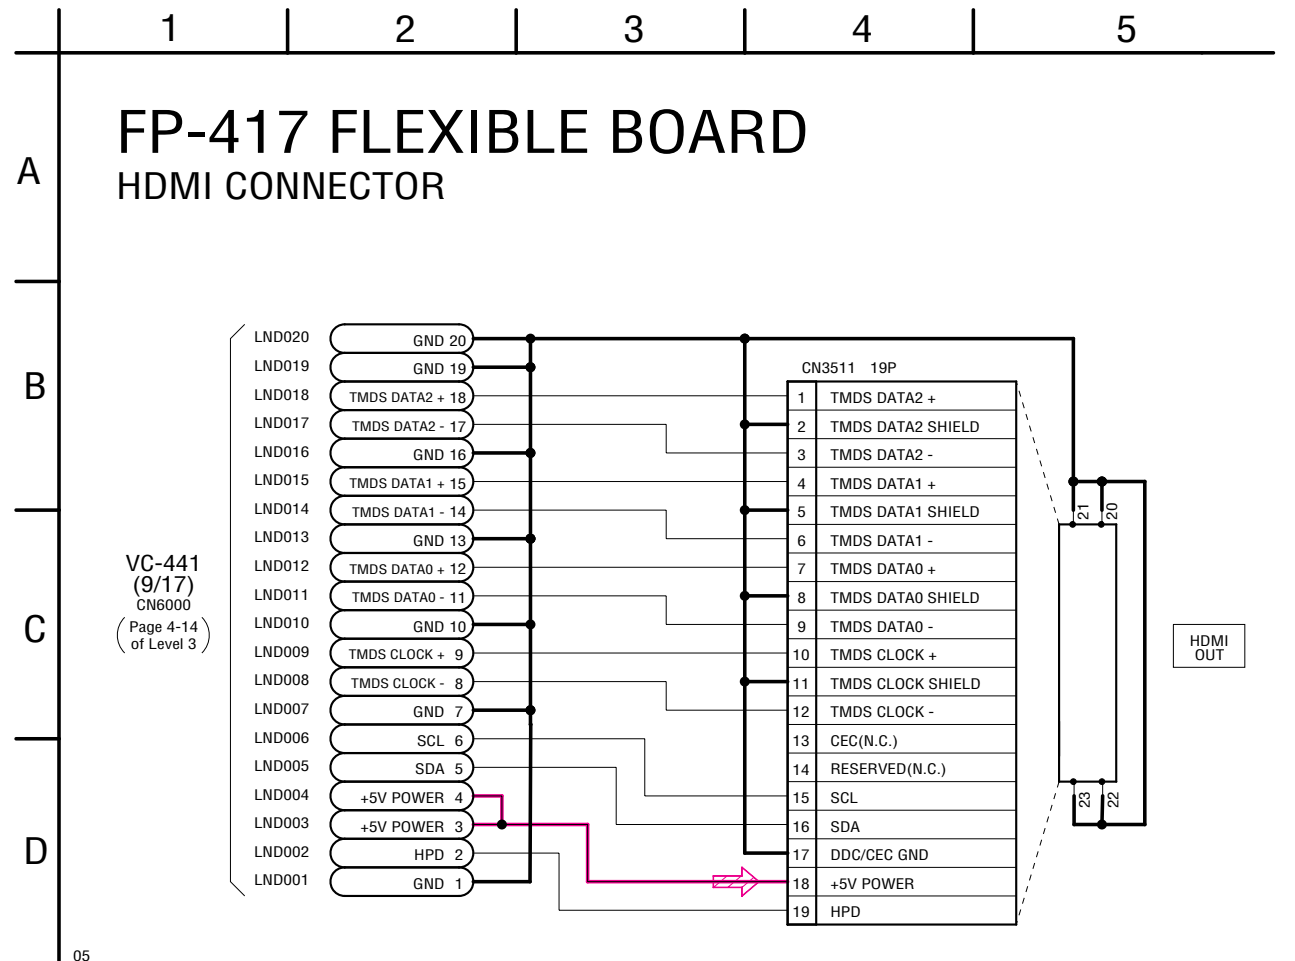 1 2 3 4 5
A
FP-417 FLEXIBLE BOARD
HDMI CONNECTOR
B
C
D
VC-441
(9/17)
CN6000
(Page 4-14
of Level 3)
LND020 GND 20
LND019 GND 19
LND018 TMDS DATA2 + 18
LND017 TMDS DATA2 - 17
LND016 GND 16
LND015 TMDS DATA1 + 15
LND014 TMDS DATA1 - 14
LND013 GND 13
LND012 TMDS DATA0 + 12
LND011 TMDS DATA0 - 11
LND010 GND 10
LND009 TMDS CLOCK + 9
LND008 TMDS CLOCK - 8
LND007 GND 7
LND006 SCL 6
LND005 SDA 5
LND004 +5V POWER 4
LND003 +5V POWER 3
LND002 HPD 2
LND001 GND 1
CN3511 19P
1 TMDS DATA2 +
2 TMDS DATA2 SHIELD
3 TMDS DATA2 -
4 TMDS DATA1 +
5 TMDS DATA1 SHIELD
6 TMDS DATA1 -
7 TMDS DATA0 +
8 TMDS DATA0 SHIELD
9 TMDS DATA0 -
10 TMDS CLOCK +
11 TMDS CLOCK SHIELD
12 TMDS CLOCK -
13 CEC(N.C.)
14 RESERVED(N.C.)
15 SCL
16 SDA
17 DDC/CEC GND
18 +5V POWER
19 HPD
21 20
23 22
HDMI
OUT
05